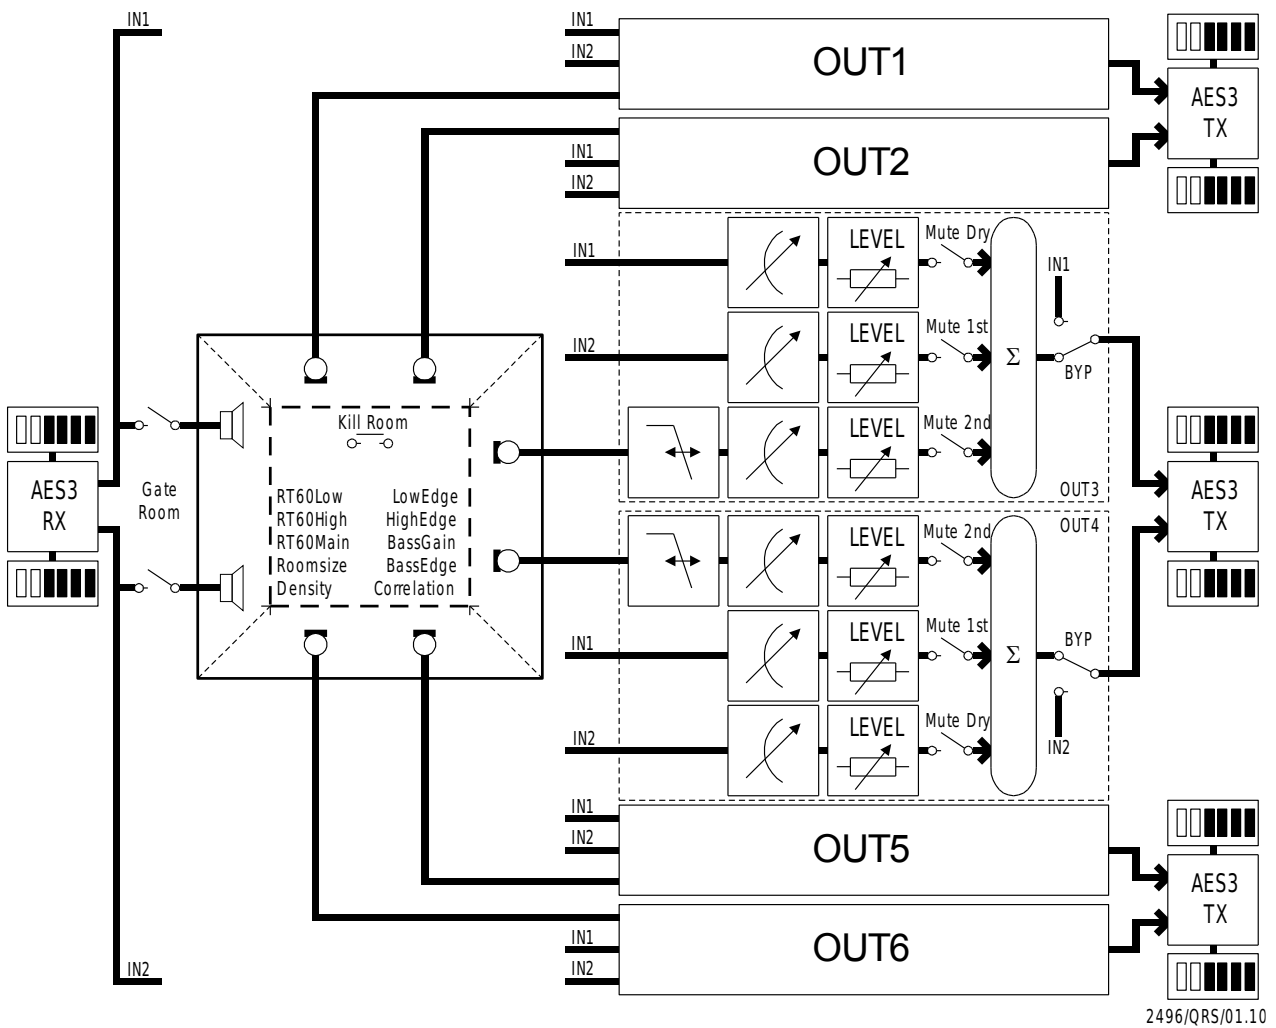 IN1
IN1
IN2
OUT1
AES3
TX
IN1
IN2
OUT2
IN1
LEVEL
Mute Dry
IN1
IN2
LEVEL
Mute 1st
Σ
BYP
Kill Room
LEVEL
Mute 2nd
OUT3
AES3
RX
Gate
Room
RT60Low
LowEdge
RT60High
HighEdge
RT60Main
BassGain
Roomsize
BassEdge
Density
Correlation
AES3
TX
LEVEL
Mute 2nd
OUT4
IN1
LEVEL
Mute 1st
Σ
BYP
IN2
LEVEL
Mute Dry
IN2
IN1
IN2
OUT5
AES3
TX
IN2
IN1
IN2
OUT6
2496/QRS/01.10